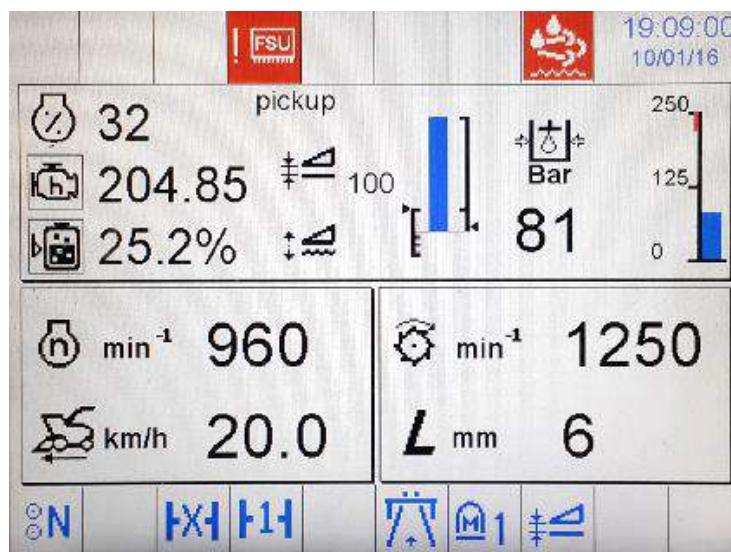 ! FSU
19:09:00
10/01/16
% 32
pickup
250
h 204.85
100
Bar
125
25.2%
81
0
n min⁻¹ 960
min⁻¹ 1250
km/h 20.0
L mm 6
N
X
1
M 1